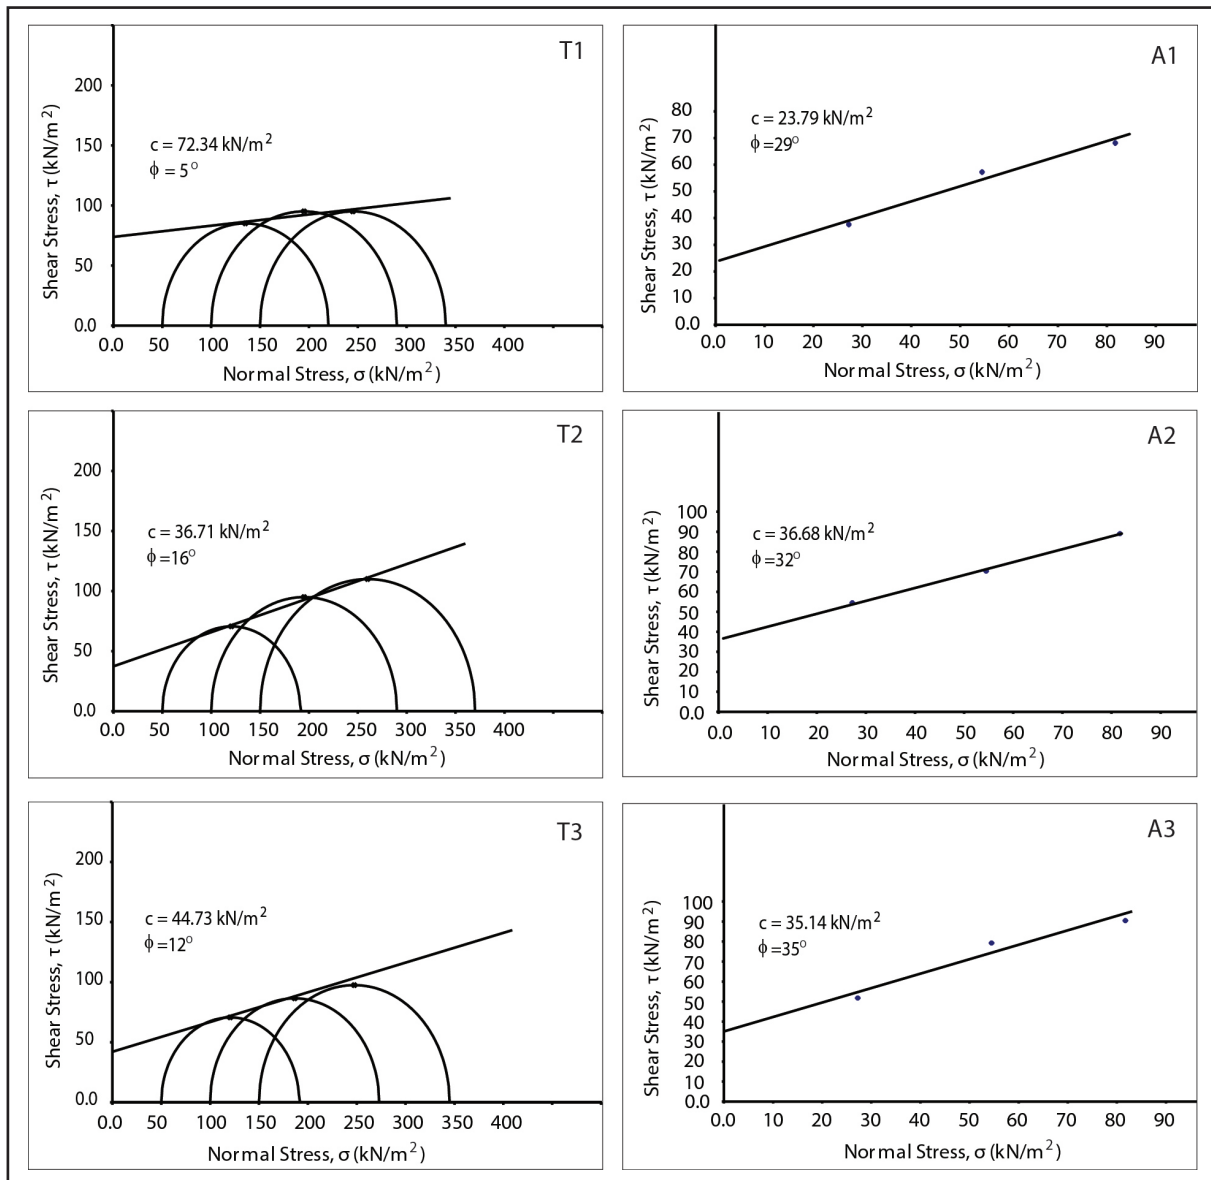 T1
200
150
100
50
0.0
c = 72.34 kN/m²
ϕ = 5°
Shear Stress, τ (kN/m²)
0.0 50 100 150 200 250 300 350 400
Normal Stress, σ (kN/m²)
A1
80
70
60
50
40
30
20
10
0.0
c = 23.79 kN/m²
ϕ =29°
Shear Stress, τ (kN/m²)
0.0 10 20 30 40 50 60 70 80 90
Normal Stress, σ (kN/m²)
T2
200
150
100
50
0.0
c = 36.71 kN/m²
ϕ =16°
Shear Stress, τ (kN/m²)
0.0 50 100 150 200 250 300 350 400
Normal Stress, σ (kN/m²)
A2
100
90
80
70
60
50
40
30
20
10
0.0
c = 36.68 kN/m²
ϕ =32°
Shear Stress, τ (kN/m²)
0.0 10 20 30 40 50 60 70 80 90
Normal Stress, σ (kN/m²)
T3
200
150
100
50
0.0
c = 44.73 kN/m²
ϕ =12°
Shear Stress, τ (kN/m²)
0.0 50 100 150 200 250 300 350 400
Normal Stress, σ (kN/m²)
A3
100
90
80
70
60
50
40
30
20
10
0.0
c = 35.14 kN/m²
ϕ =35°
Shear Stress, τ (kN/m²)
0.0 10 20 30 40 50 60 70 80 90
Normal Stress, σ (kN/m²)